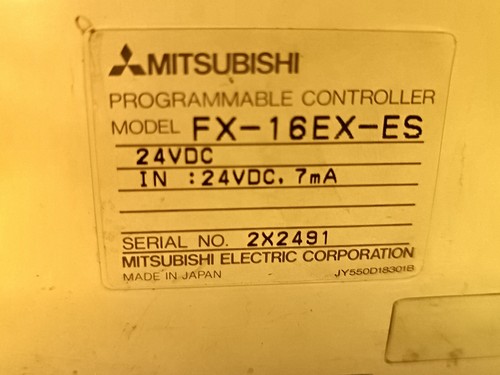 MITSUBISHI
PROGRAMMABLE CONTROLLER
MODEL FX-16EX-ES
24VDC
IN :24VDC. 7mA
SERIAL NO. 2X2491
MITSUBISHI ELECTRIC CORPORATION
MADE IN JAPAN JY550D18301B